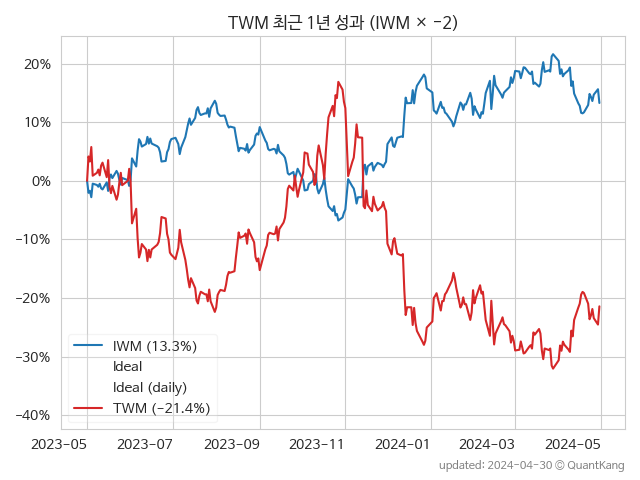 TWM 최근 1년 성과 (IWM × −2)
20%
10%
0%
−10%
−20%
−30%
−40%
IWM (13.3%)
Ideal
Ideal (daily)
TWM (−21.4%)
2023-05 2023-07 2023-09 2023-11 2024-01 2024-03 2024-05
updated: 2024-04-30 © QuantKang